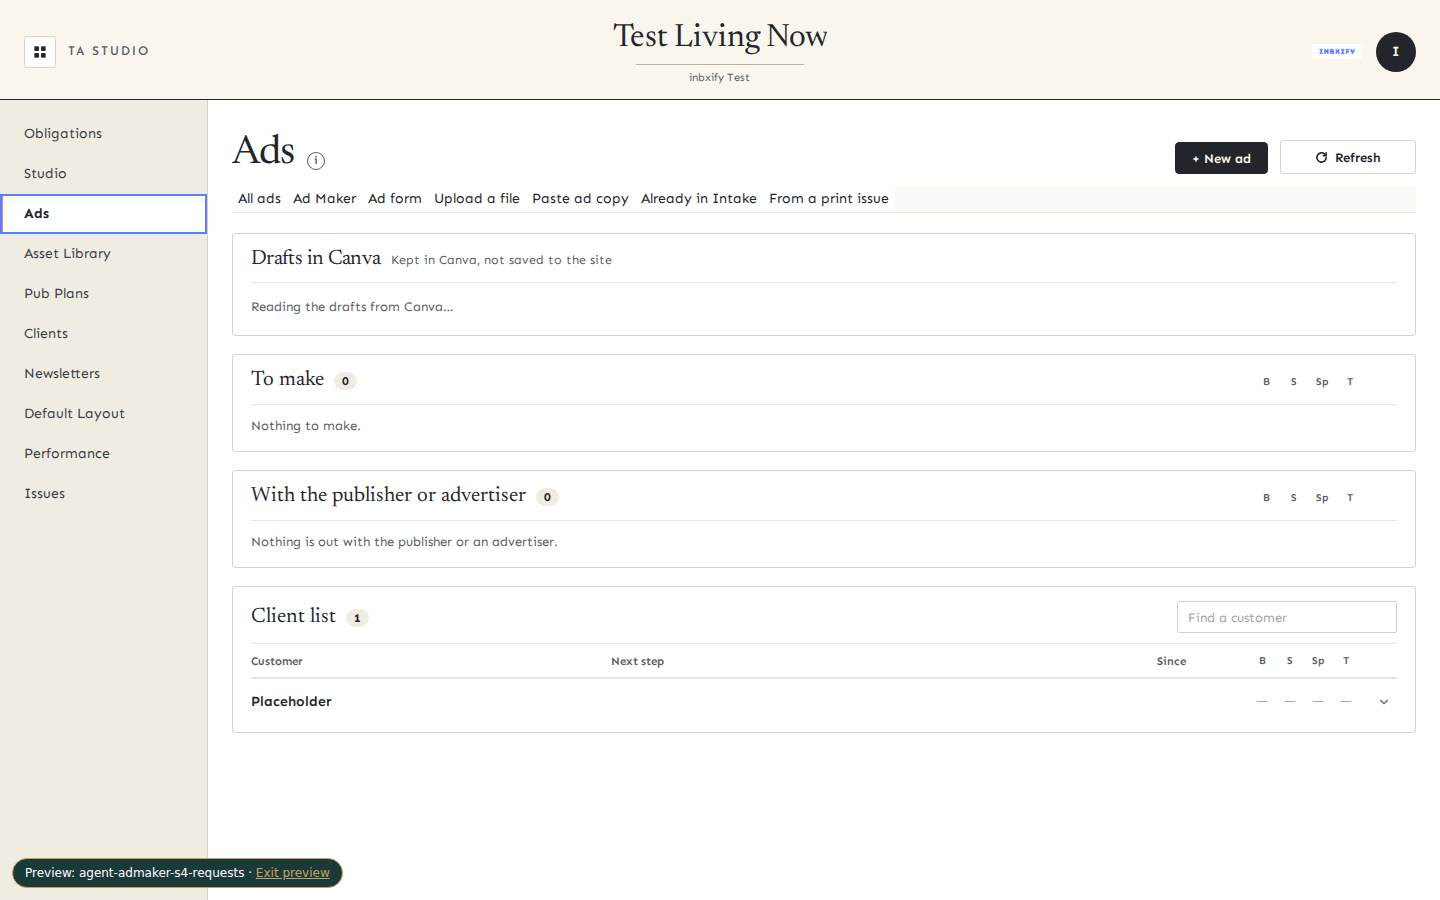 TA STUDIO
Test Living Now
inbxify Test
INBXIFY
I
Obligations
Studio
Ads
Asset Library
Pub Plans
Clients
Newsletters
Default Layout
Performance
Issues
Ads i
+ New ad
Refresh
All ads Ad Maker Ad form Upload a file Paste ad copy Already in Intake From a print issue
Drafts in Canva Kept in Canva, not saved to the site
Reading the drafts from Canva...
To make 0 B S Sp T
Nothing to make.
With the publisher or advertiser 0 B S Sp T
Nothing is out with the publisher or an advertiser.
Client list 1 Find a customer
Customer Next step Since B S Sp T
Placeholder — — — —
Preview: agent-admaker-s4-requests · Exit preview